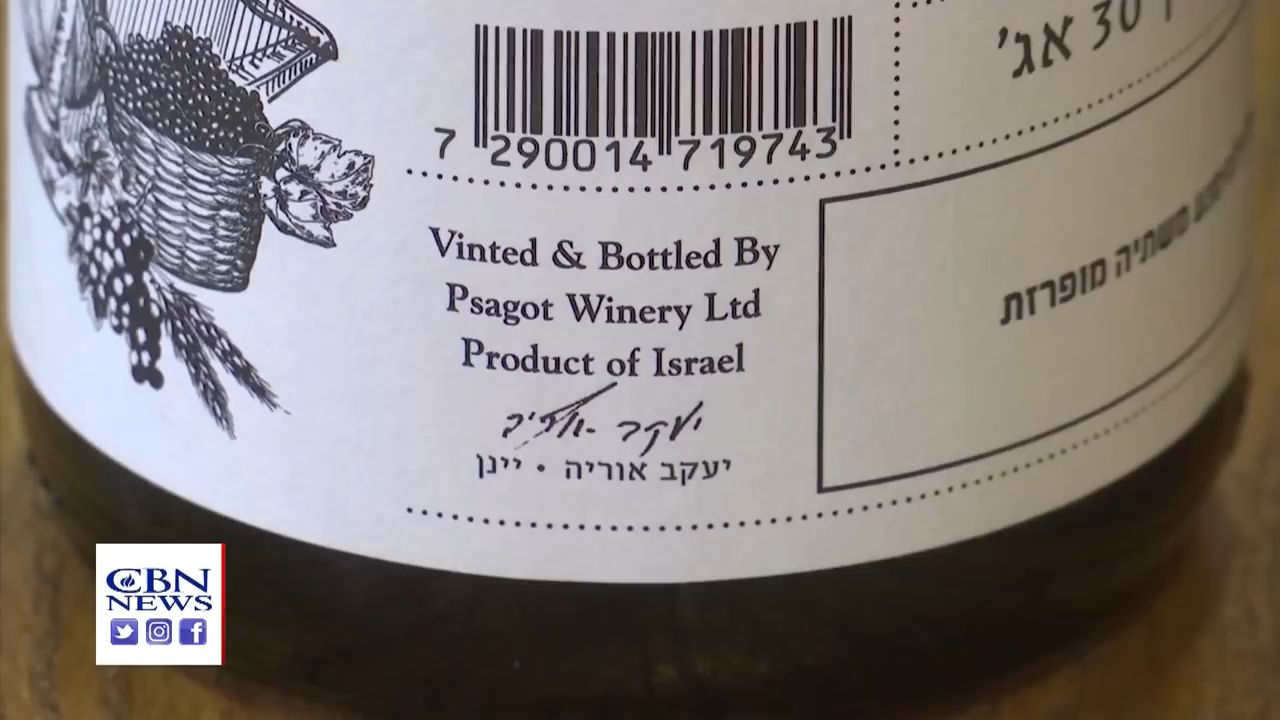 30 אג'
7 290014 719743
Vinted & Bottled By
Psagot Winery Ltd
Product of Israel
יעקב אוריה • יינן
משתיה מופרזת
CBN
NEWS